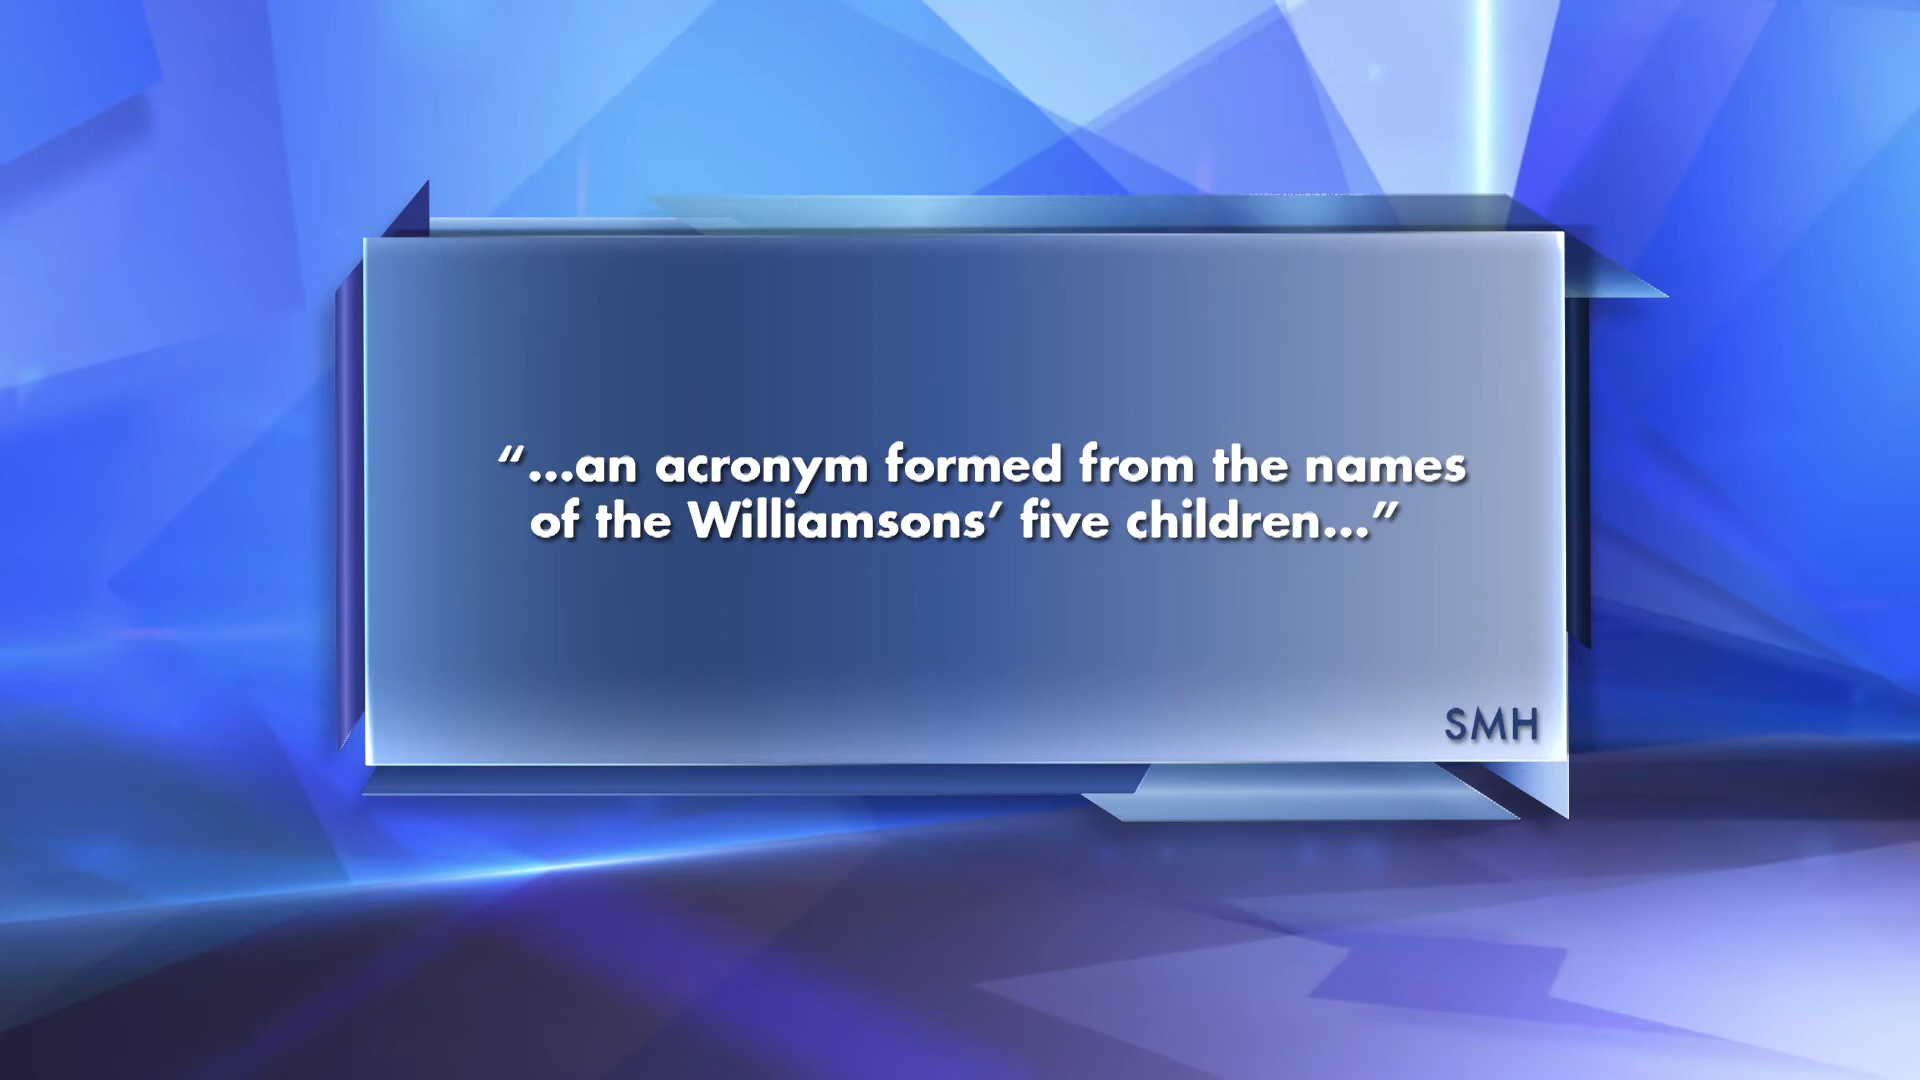 “...an acronym formed from the names
of the Williamsons’ five children...”
SMH